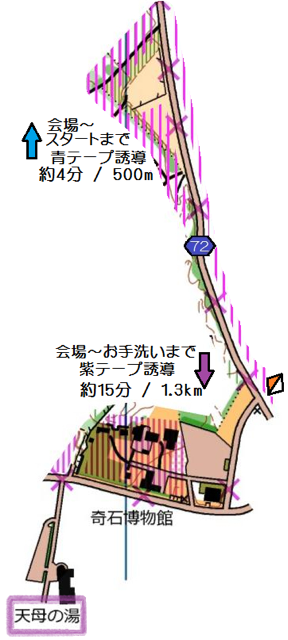 会場～
スタートまで
青テープ誘導
約4分 / 500m
72
会場～お手洗いまで
紫テープ誘導
約15分 / 1.3km
奇石博物館
天母の湯